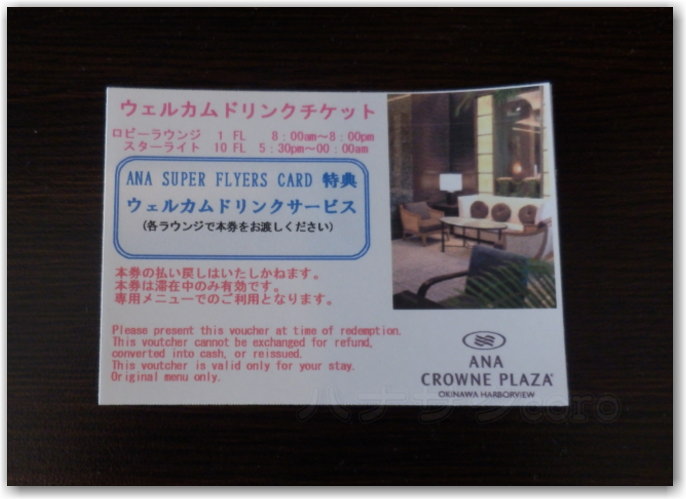 ウェルカムドリンクチケット
ロビーラウンジ 1 FL 8：00am～8：00pm
スターライト 10 FL 5：30pm～00：00am
ANA SUPER FLYERS CARD 特典
ウェルカムドリンクサービス
(各ラウンジで本券をお渡しください)
本券の払い戻しはいたしかねます。
本券は滞在中のみ有効です。
専用メニューでのご利用となります。
Please present this voucher at time of redemption.
This voutcher cannot be exchanged for refund,
converted into cash, or reissued.
This voutcher is valid only for your stay.
Original menu only.
ANA
CROWNE PLAZA
OKINAWA HARBORVIEW